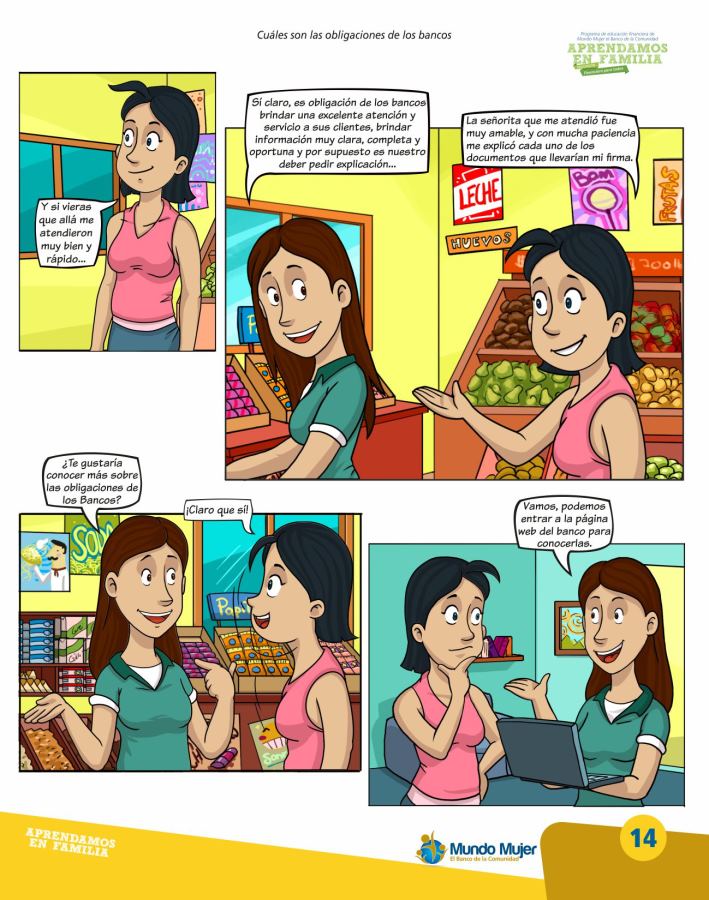 Cuáles son las obligaciones de los bancos
Programa de educación financiera de
Mundo Mujer el Banco de la Comunidad
APRENDAMOS
EN FAMILIA
Y si vieras
que allá me
atendieron
muy bien y
rápido...
Sí claro, es obligación de los bancos
brindar una excelente atención y
servicio a sus clientes, brindar
información muy clara, completa y
oportuna y por supuesto es nuestro
deber pedir explicación...
La señorita que me atendió fue
muy amable, y con mucha paciencia
me explicó cada uno de los
documentos que llevarían mi firma.
LECHE
HUEVOS
Bom
FRUTAS
¿Te gustaría
conocer más sobre
las obligaciones de
los Bancos?
¡Claro que sí!
SODA
Vamos, podemos
entrar a la página
web del banco para
conocerlas.
APRENDAMOS
EN FAMILIA
Mundo Mujer
El Banco de la Comunidad
14